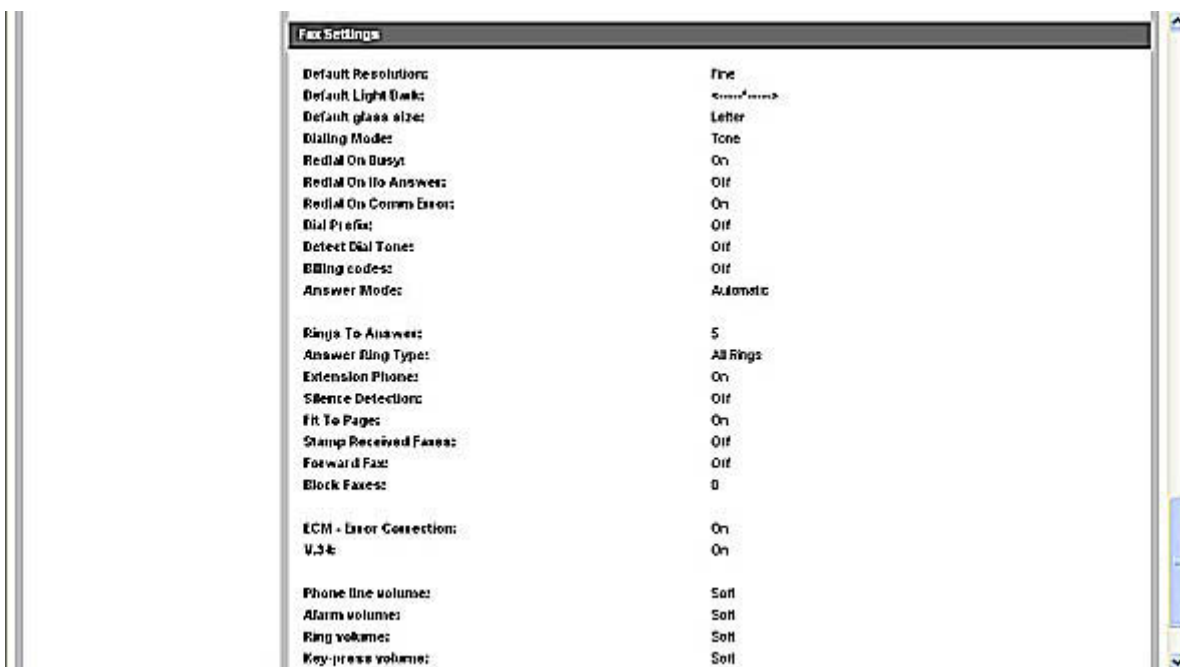 Fax Settings
Default Resolution: Fine
Default Light Dark: <-----*----->
Default glass size: Letter
Dialing Mode: Tone
Redial On Busy: On
Redial On No Answer: Off
Redial On Comm Error: On
Dial Prefix: Off
Detect Dial Tone: Off
Billing codes: Off
Answer Mode: Automatic
Rings To Answer: 5
Answer Ring Type: All Rings
Extension Phone: On
Silence Detection: Off
Fit To Page: On
Stamp Received Faxes: Off
Forward Fax: Off
Block Faxes: 0
ECM - Error Correction: On
V.34: On
Phone line volume: Soft
Alarm volume: Soft
Ring volume: Soft
Key-press volume: Soft